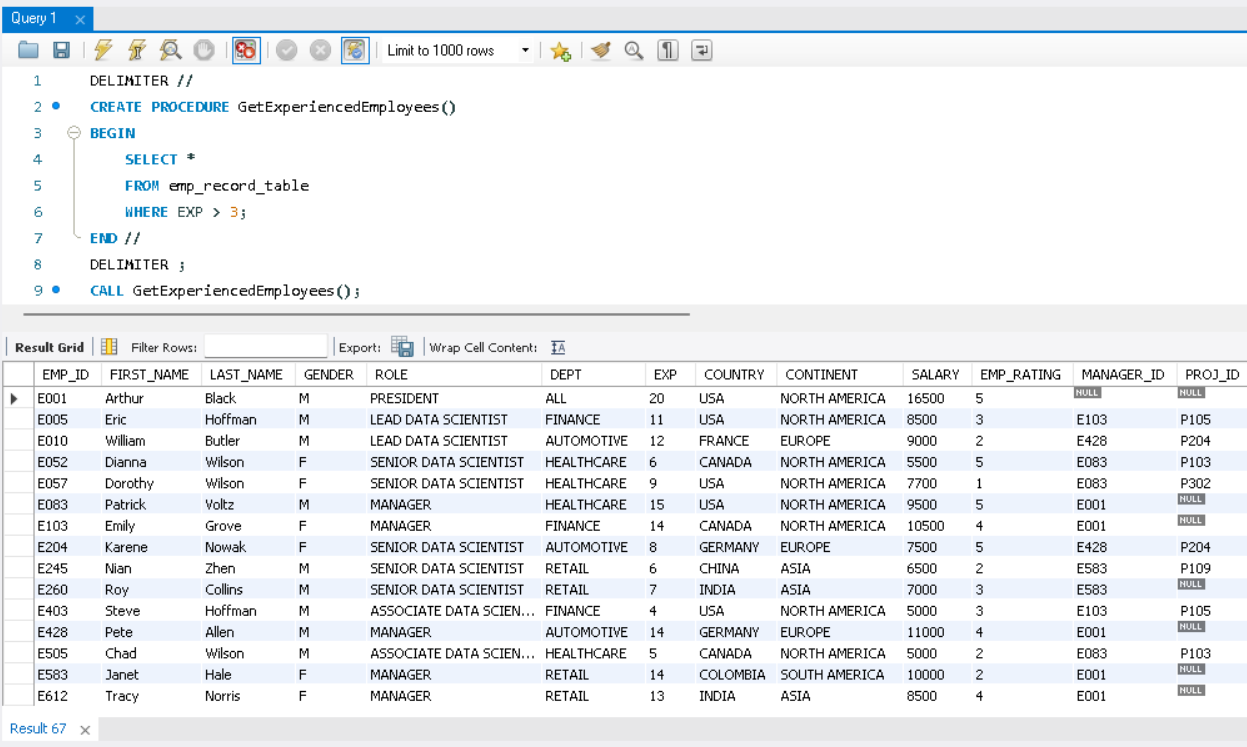 Query 1 ×
Limit to 1000 rows
1 DELIMITER //
2 CREATE PROCEDURE GetExperiencedEmployees()
3 BEGIN
4 SELECT *
5 FROM emp_record_table
6 WHERE EXP > 3;
7 END //
8 DELIMITER ;
9 CALL GetExperiencedEmployees();
Result Grid Filter Rows: Export: Wrap Cell Content: IA
EMP_ID FIRST_NAME LAST_NAME GENDER ROLE DEPT EXP COUNTRY CONTINENT SALARY EMP_RATING MANAGER_ID PROJ_ID
E001 Arthur Black M PRESIDENT ALL 20 USA NORTH AMERICA 16500 5 NULL NULL
E005 Eric Hoffman M LEAD DATA SCIENTIST FINANCE 11 USA NORTH AMERICA 8500 3 E103 P105
E010 William Butler M LEAD DATA SCIENTIST AUTOMOTIVE 12 FRANCE EUROPE 9000 2 E428 P204
E052 Dianna Wilson F SENIOR DATA SCIENTIST HEALTHCARE 6 CANADA NORTH AMERICA 5500 5 E083 P103
E057 Dorothy Wilson F SENIOR DATA SCIENTIST HEALTHCARE 9 USA NORTH AMERICA 7700 1 E083 P302
E083 Patrick Voltz M MANAGER HEALTHCARE 15 USA NORTH AMERICA 9500 5 E001 NULL
E103 Emily Grove F MANAGER FINANCE 14 CANADA NORTH AMERICA 10500 4 E001 NULL
E204 Karene Nowak F SENIOR DATA SCIENTIST AUTOMOTIVE 8 GERMANY EUROPE 7500 5 E428 P204
E245 Nian Zhen M SENIOR DATA SCIENTIST RETAIL 6 CHINA ASIA 6500 2 E583 P109
E260 Roy Collins M SENIOR DATA SCIENTIST RETAIL 7 INDIA ASIA 7000 3 E583 NULL
E403 Steve Hoffman M ASSOCIATE DATA SCIEN... FINANCE 4 USA NORTH AMERICA 5000 3 E103 P105
E428 Pete Allen M MANAGER AUTOMOTIVE 14 GERMANY EUROPE 11000 4 E001 NULL
E505 Chad Wilson M ASSOCIATE DATA SCIEN... HEALTHCARE 5 CANADA NORTH AMERICA 5000 2 E083 P103
E583 Janet Hale F MANAGER RETAIL 14 COLOMBIA SOUTH AMERICA 10000 2 E001 NULL
E612 Tracy Norris F MANAGER RETAIL 13 INDIA ASIA 8500 4 E001 NULL
Result 67 ×